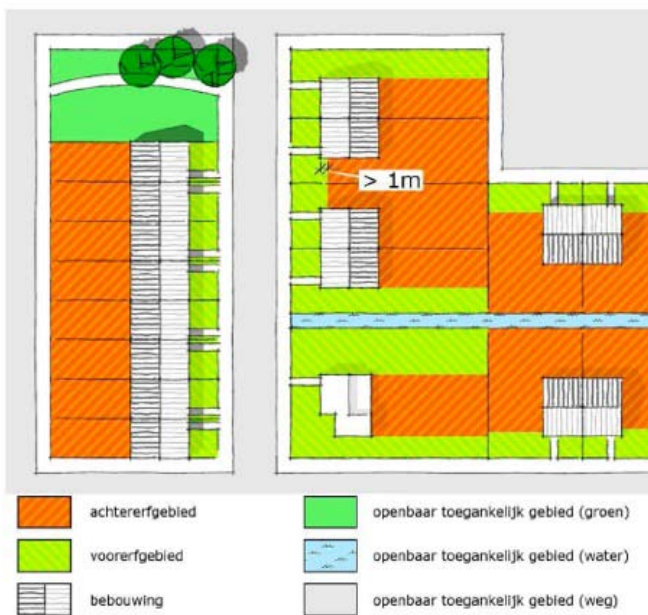 > 1m
achtererfgebied
openbaar toegankelijk gebied (groen)
voorerfgebied
openbaar toegankelijk gebied (water)
bebouwing
openbaar toegankelijk gebied (weg)